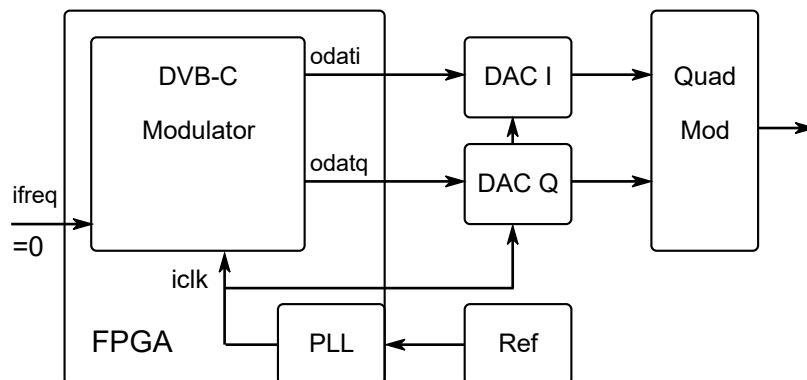 DVB-C
Modulator
odati
odatq
DAC I
DAC Q
Quad
Mod
ifreq
=0
iclk
FPGA
PLL
Ref